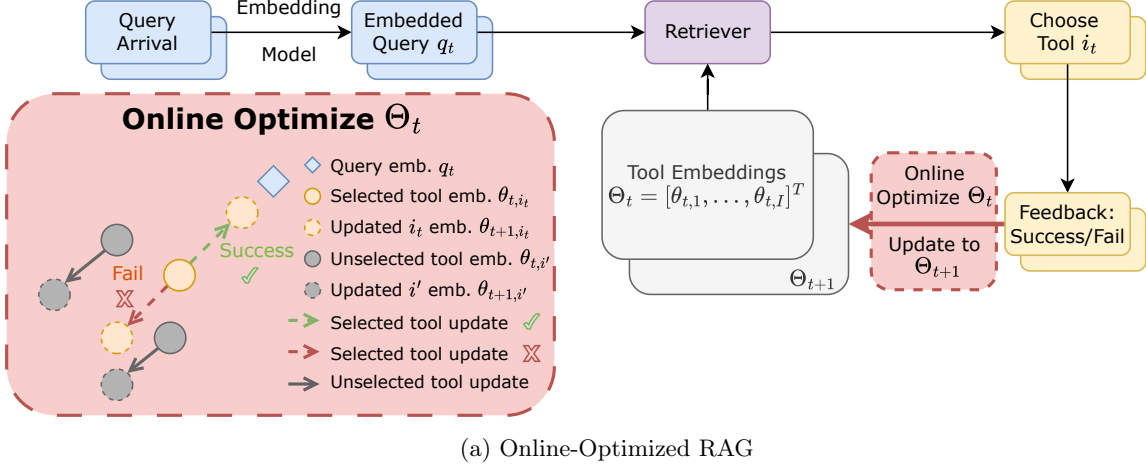 Query
Arrival
Embedding
Model
Embedded
Query $q_t$
Retriever
Choose
Tool $i_t$
Online Optimize $\Theta_t$
Query emb. $q_t$
Selected tool emb. $\theta_{t,i_t}$
Updated $i_t$ emb. $\theta_{t+1,i_t}$
Unselected tool emb. $\theta_{t,i'}$
Updated $i'$ emb. $\theta_{t+1,i'}$
Selected tool update
Selected tool update
Unselected tool update
Success
Fail
Tool Embeddings
$\Theta_t = [\theta_{t,1}, \ldots, \theta_{t,I}]^T$
$\Theta_{t+1}$
Online
Optimize $\Theta_t$
Update to
$\Theta_{t+1}$
Feedback:
Success/Fail
(a) Online-Optimized RAG